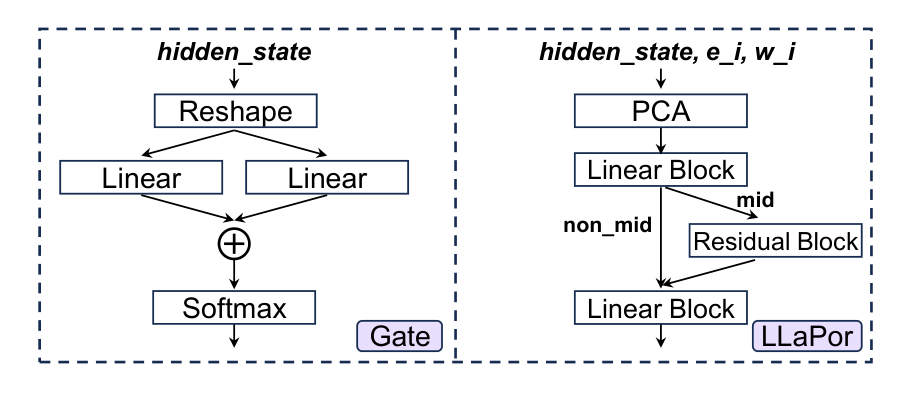 hidden_state
Reshape
Linear
Linear
Softmax
Gate
hidden_state, e_i, w_i
PCA
Linear Block
mid
non_mid
Residual Block
Linear Block
LLaPor